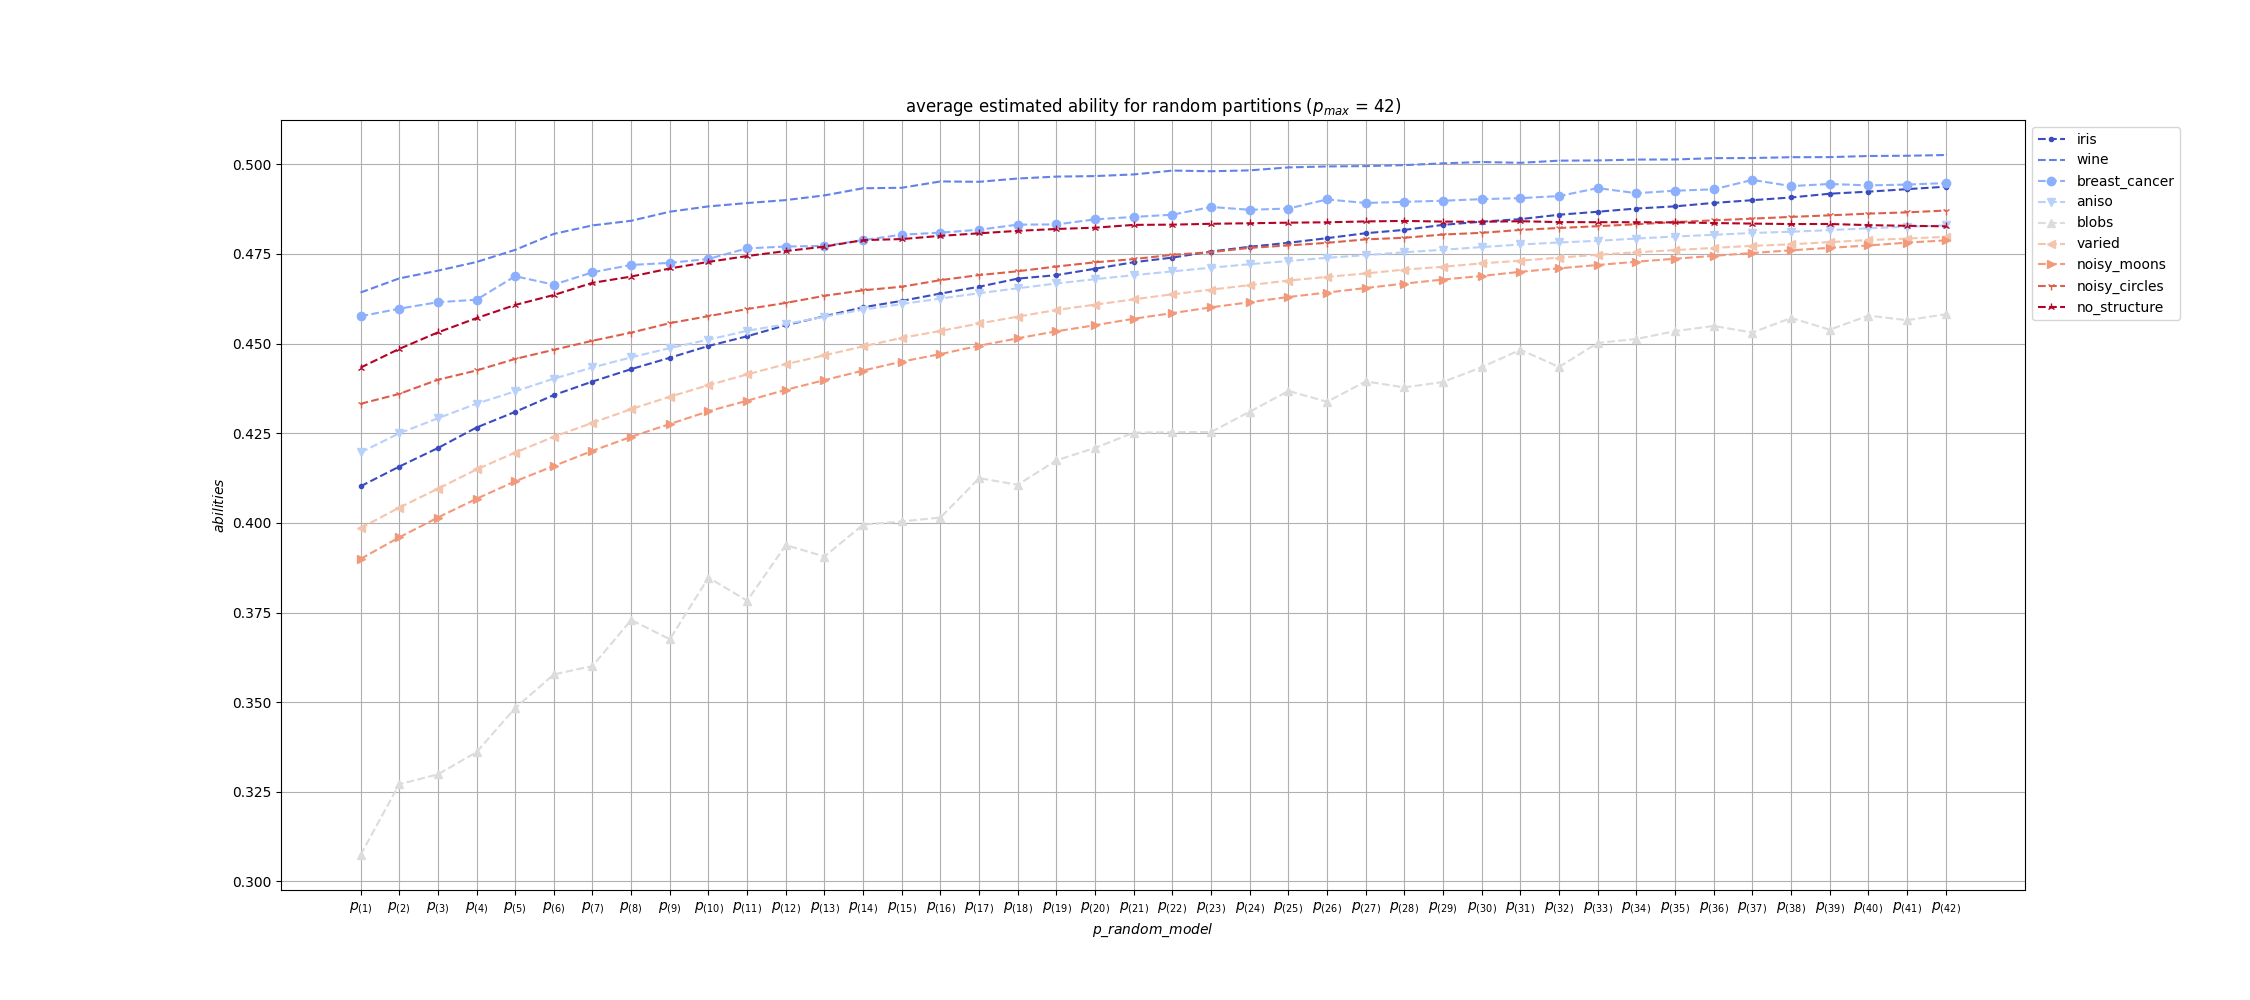 average estimated ability for random partitions (p_max = 42)
0.500
0.475
0.450
0.425
0.400
0.375
0.350
0.325
0.300
abilities
p(1) p(2) p(3) p(4) p(5) p(6) p(7) p(8) p(9) p(10) p(11) p(12) p(13) p(14) p(15) p(16) p(17) p(18) p(19) p(20) p(21) p(22) p(23) p(24) p(25) p(26) p(27) p(28) p(29) p(30) p(31) p(32) p(33) p(34) p(35) p(36) p(37) p(38) p(39) p(40) p(41) p(42)
p_random_model
iris
wine
breast_cancer
aniso
blobs
varied
noisy_moons
noisy_circles
no_structure